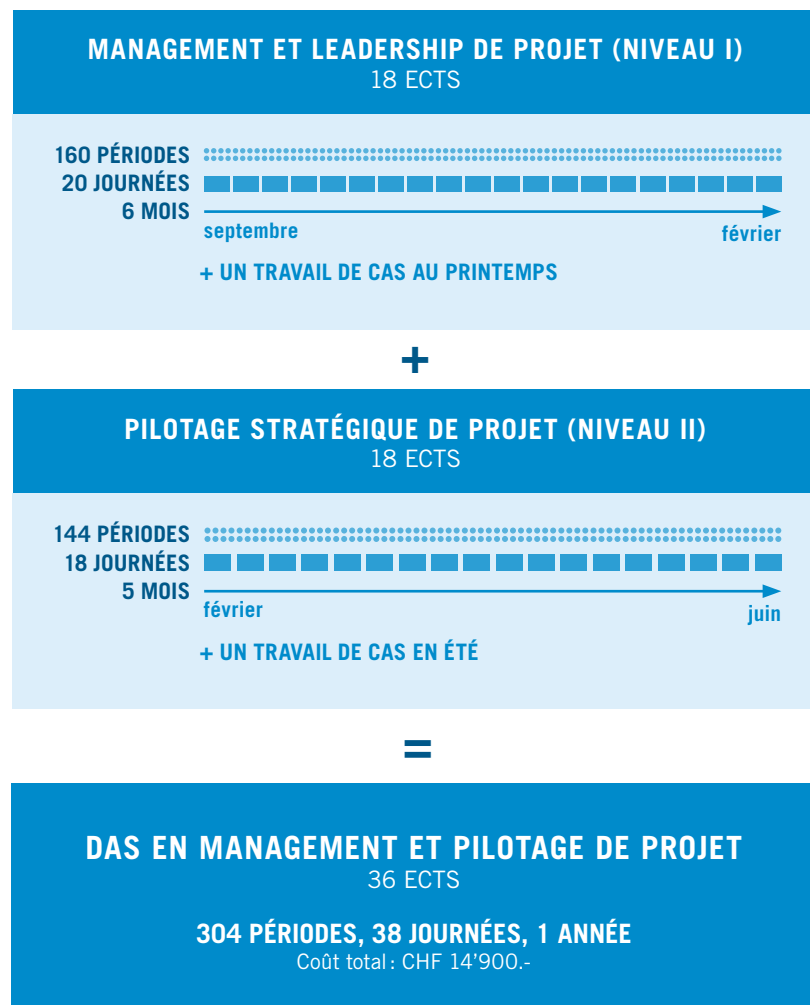 MANAGEMENT ET LEADERSHIP DE PROJET (NIVEAU I)
18 ECTS
160 PÉRIODES
20 JOURNÉES
6 MOIS
septembre février
+ UN TRAVAIL DE CAS AU PRINTEMPS
+
PILOTAGE STRATÉGIQUE DE PROJET (NIVEAU II)
18 ECTS
144 PÉRIODES
18 JOURNÉES
5 MOIS
février juin
+ UN TRAVAIL DE CAS EN ÉTÉ
=
DAS EN MANAGEMENT ET PILOTAGE DE PROJET
36 ECTS
304 PÉRIODES, 38 JOURNÉES, 1 ANNÉE
Coût total : CHF 14’900.-